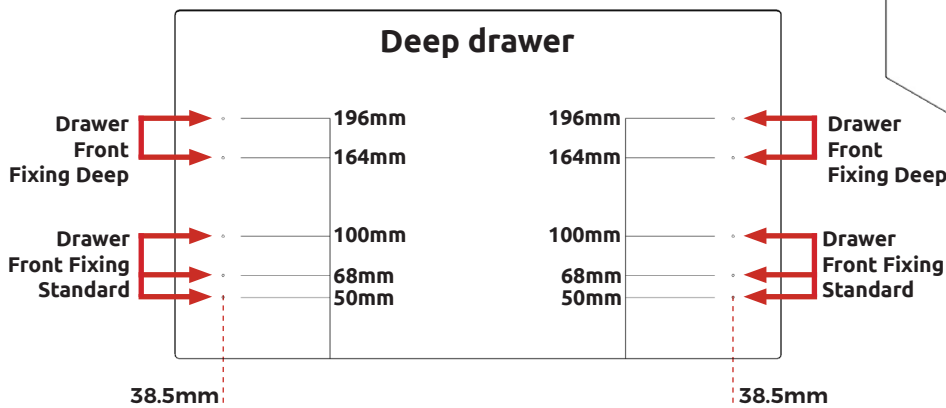 Deep drawer
Drawer
Front
Fixing Deep
196mm
164mm
196mm
164mm
Drawer
Front
Fixing Deep
Drawer
Front Fixing
Standard
100mm
68mm
50mm
100mm
68mm
50mm
Drawer
Front Fixing
Standard
38.5mm
38.5mm